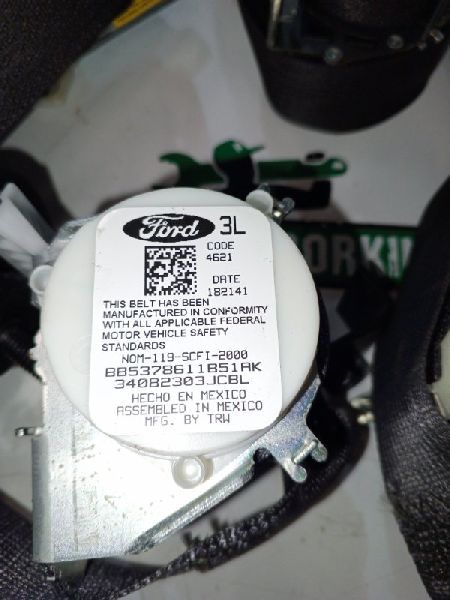 Ford 3L
CODE
4621
DATE
182141
THIS BELT HAS BEEN
MANUFACTURED IN CONFORMITY
WITH ALL APPLICABLE FEDERAL
MOTOR VEHICLE SAFETY
STANDARDS
NOM-119-SCFI-2000
BB5378611B51AK
34082303JCBL
HECHO EN MEXICO
ASSEMBLED IN MEXICO
MFG. BY TRW